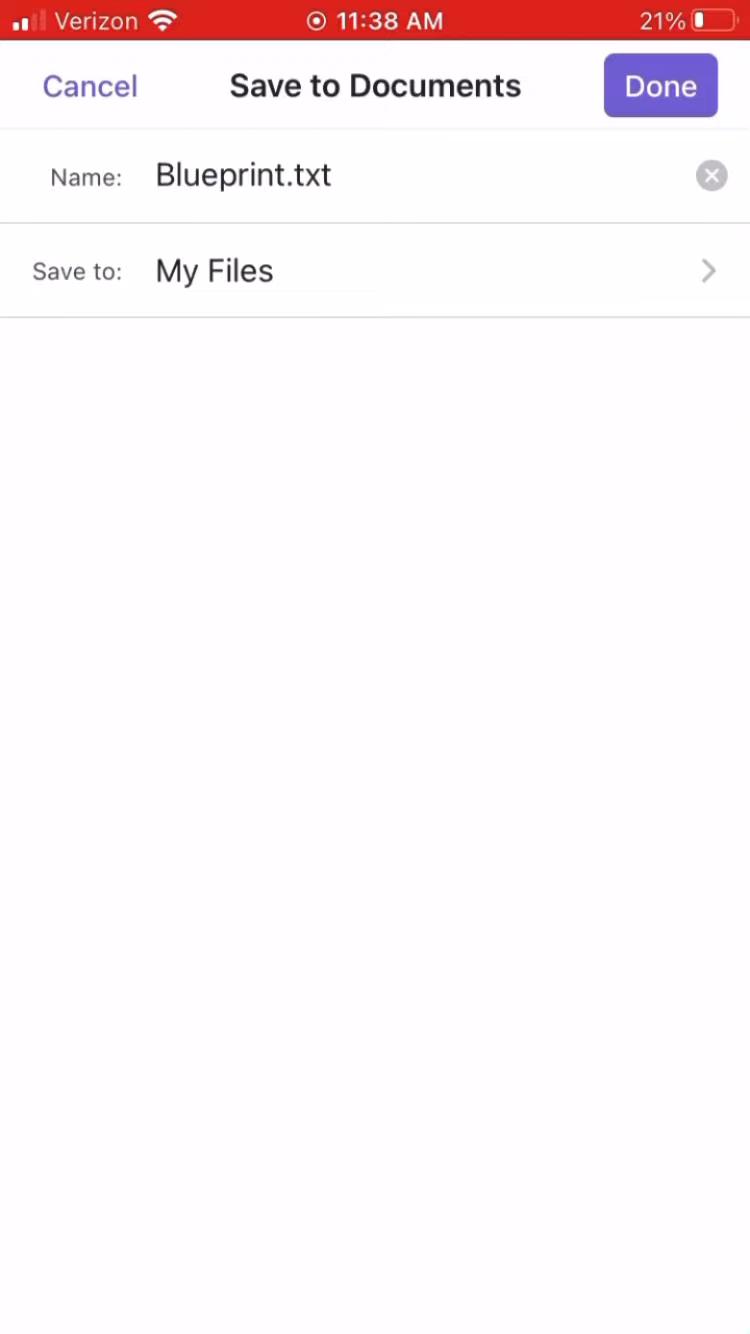 Verizon 11:38 AM 21%
Cancel Save to Documents Done
Name: Blueprint.txt
Save to: My Files